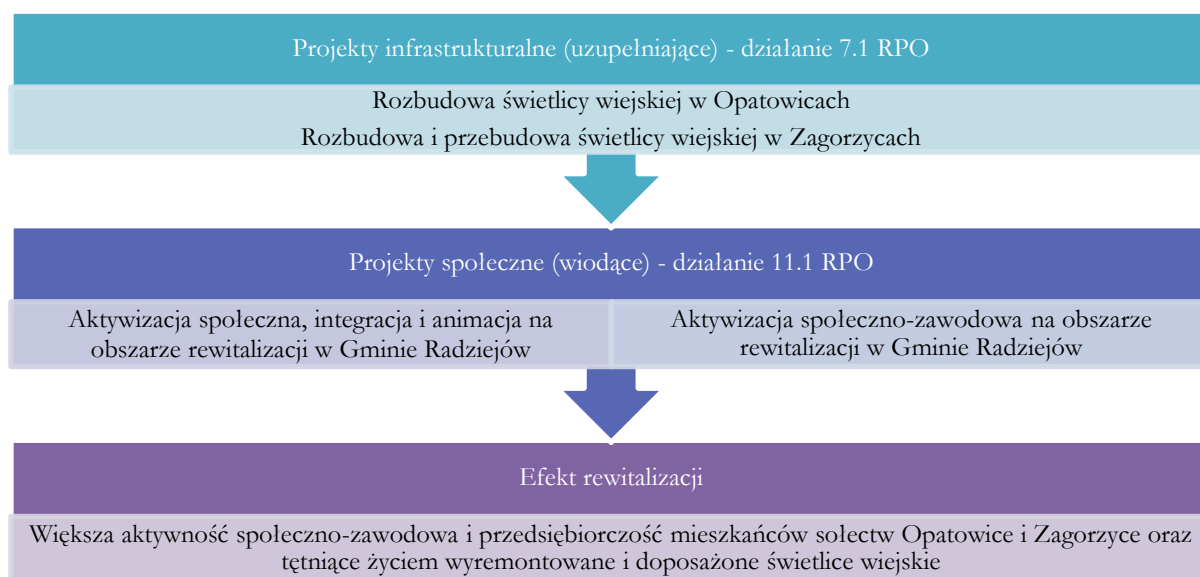 Projekty infrastrukturalne (uzupełniające) - działanie 7.1 RPO
Rozbudowa świetlicy wiejskiej w Opatowicach
Rozbudowa i przebudowa świetlicy wiejskiej w Zagorzycach
Projekty społeczne (wiodące) - działanie 11.1 RPO
Aktywizacja społeczna, integracja i animacja na
obszarze rewitalizacji w Gminie Radziejów
Aktywizacja społeczno-zawodowa na obszarze
rewitalizacji w Gminie Radziejów
Efekt rewitalizacji
Większa aktywność społeczno-zawodowa i przedsiębiorczość mieszkańców sołectw Opatowice i Zagorzyce oraz
tętniące życiem wyremontowane i doposażone świetlice wiejskie